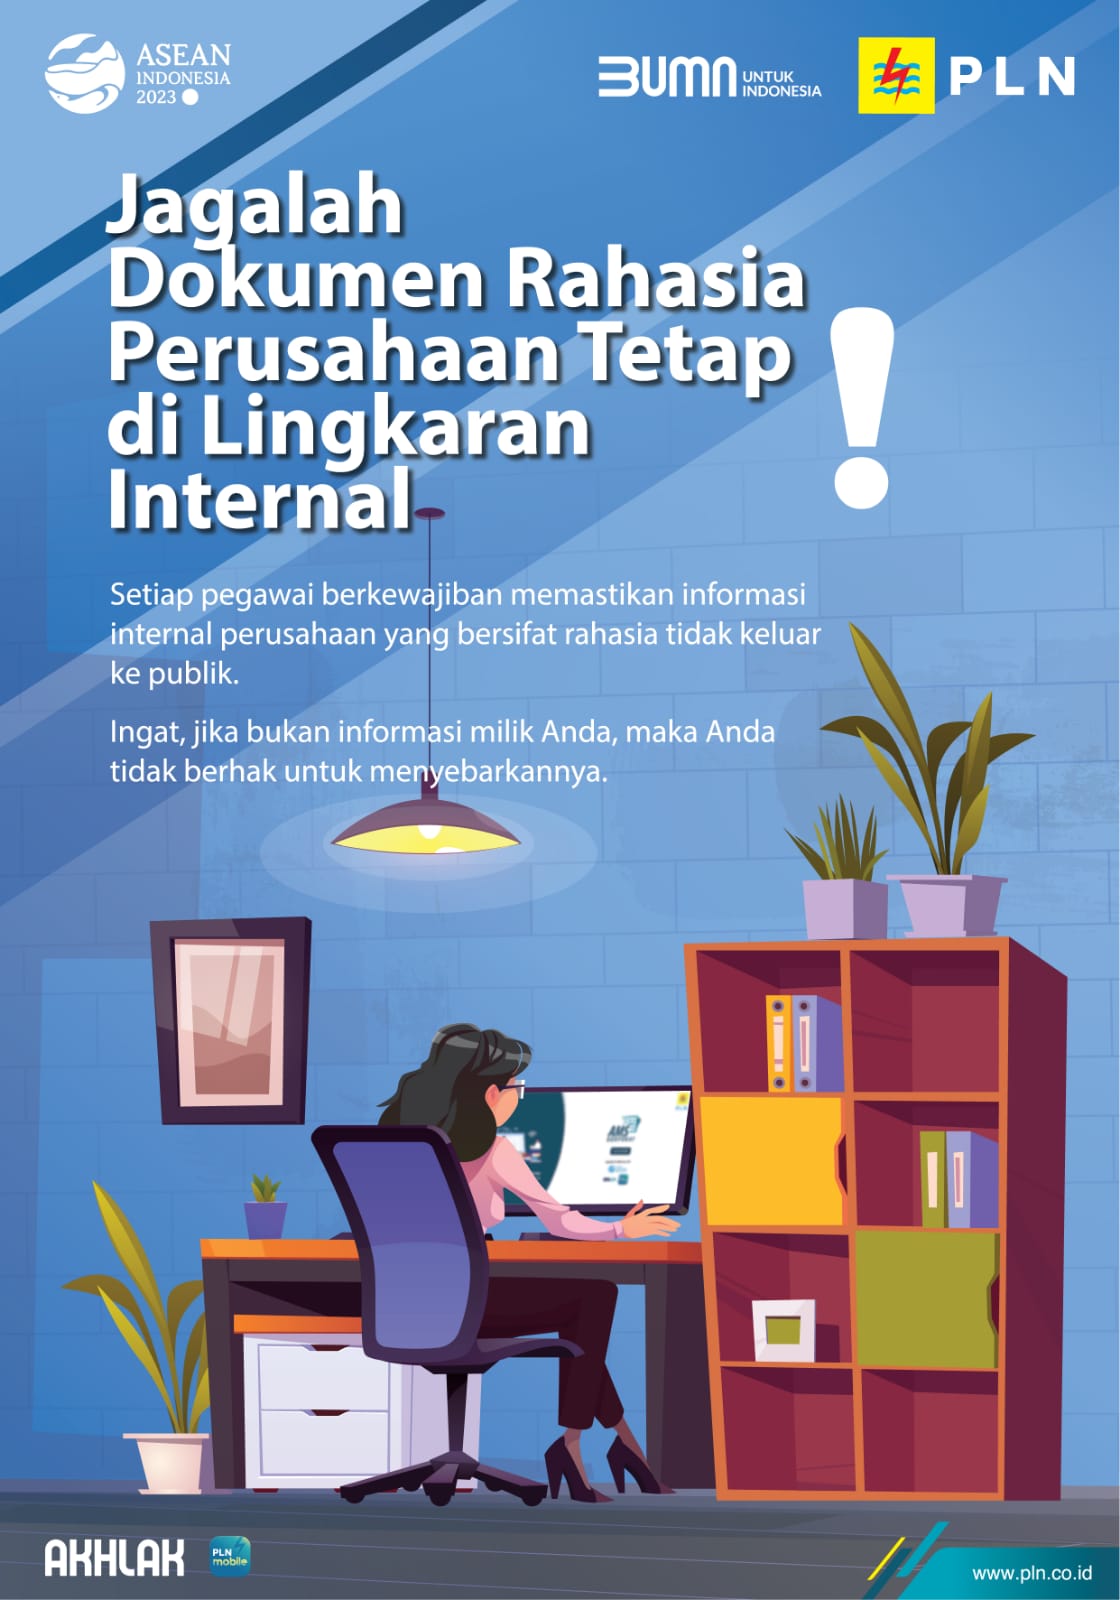 ASEAN
INDONESIA
2023
BUMN UNTUK
INDONESIA
PLN
Jagalah
Dokumen Rahasia
Perusahaan Tetap
di Lingkaran
Internal
!
Setiap pegawai berkewajiban memastikan informasi
internal perusahaan yang bersifat rahasia tidak keluar
ke publik.
Ingat, jika bukan informasi milik Anda, maka Anda
tidak berhak untuk menyebarkannya.
PLN
AMS
AKHLAK
PLN
mobile
www.pln.co.id